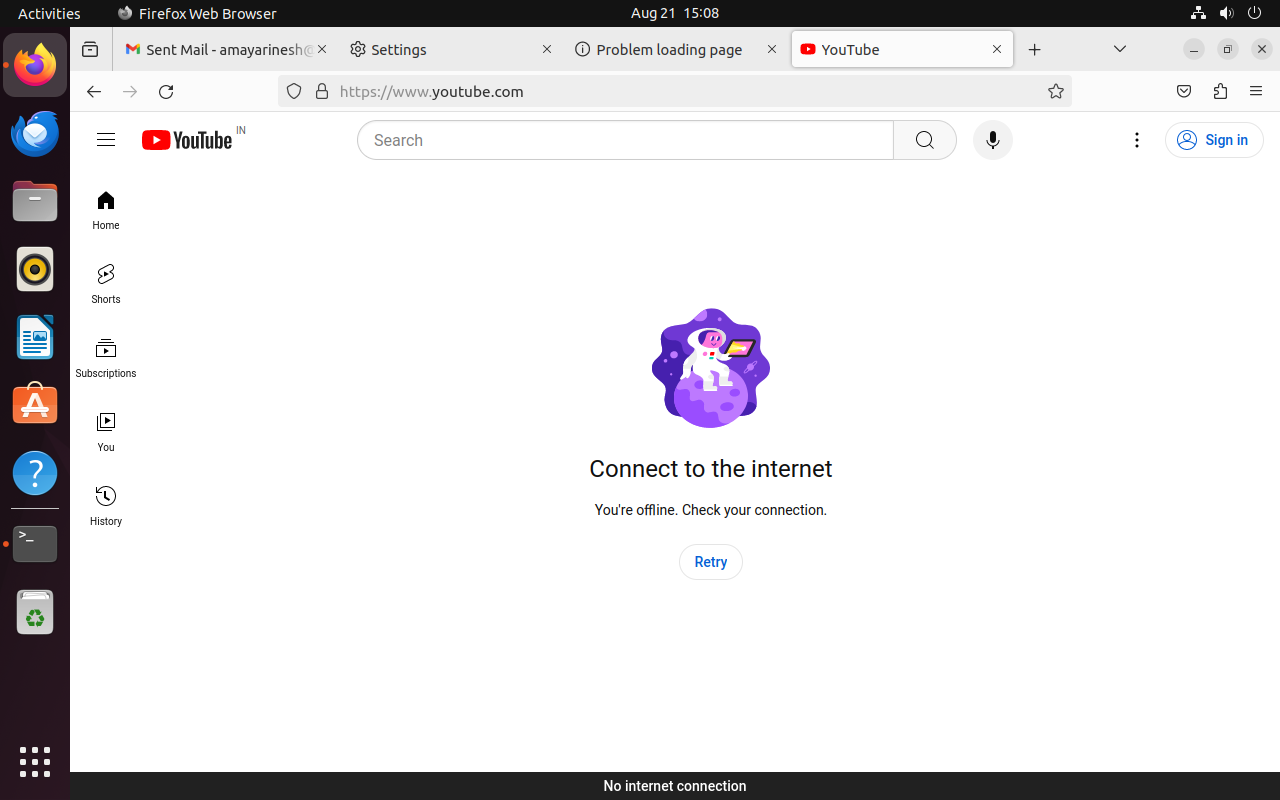 Activities
Firefox Web Browser
Aug 21 15:08
Sent Mail - amayarinesh@
Settings
Problem loading page
YouTube
https://www.youtube.com
YouTube IN
Search
Sign in
Home
Shorts
Subscriptions
You
History
Connect to the internet
You're offline. Check your connection.
Retry
No internet connection